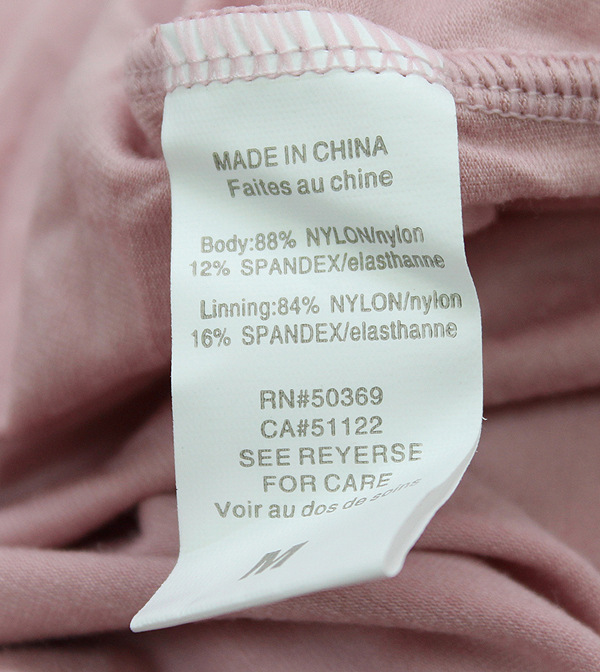 MADE IN CHINA
Faites au chine
Body:88% NYLON/nylon
12% SPANDEX/elasthanne
Linning:84% NYLON/nylon
16% SPANDEX/elasthanne
RN#50369
CA#51122
SEE REYERSE
FOR CARE
Voir au dos de soins
M